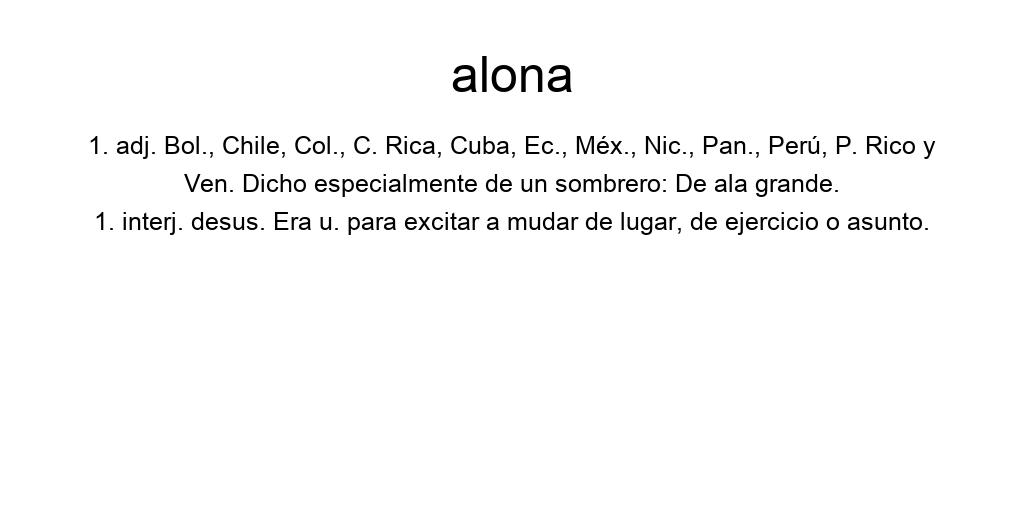 alona
1. adj. Bol., Chile, Col., C. Rica, Cuba, Ec., Méx., Nic., Pan., Perú, P. Rico y
Ven. Dicho especialmente de un sombrero: De ala grande.
1. interj. desus. Era u. para excitar a mudar de lugar, de ejercicio o asunto.